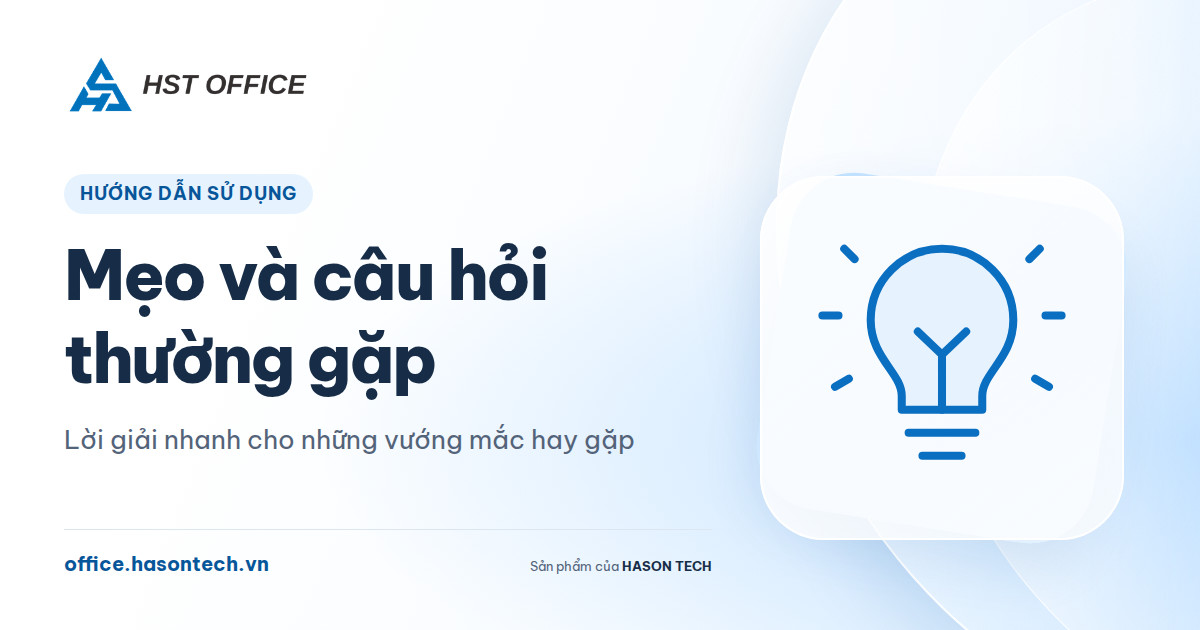 HST OFFICE
HƯỚNG DẪN SỬ DỤNG
Mẹo và câu hỏi
thường gặp
Lời giải nhanh cho những vướng mắc hay gặp
office.hasontech.vn
Sản phẩm của HASON TECH